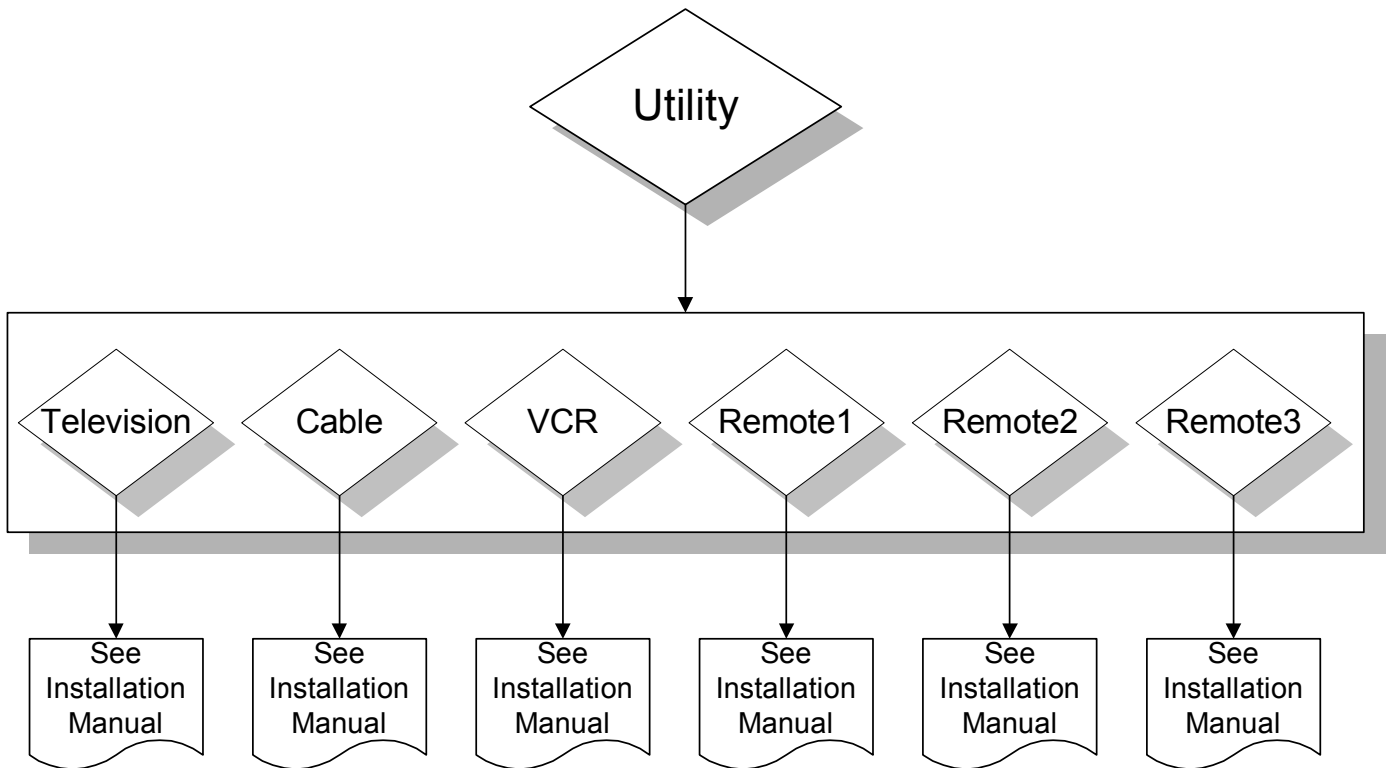 Utility
Television
Cable
VCR
Remote1
Remote2
Remote3
See
Installation
Manual
See
Installation
Manual
See
Installation
Manual
See
Installation
Manual
See
Installation
Manual
See
Installation
Manual